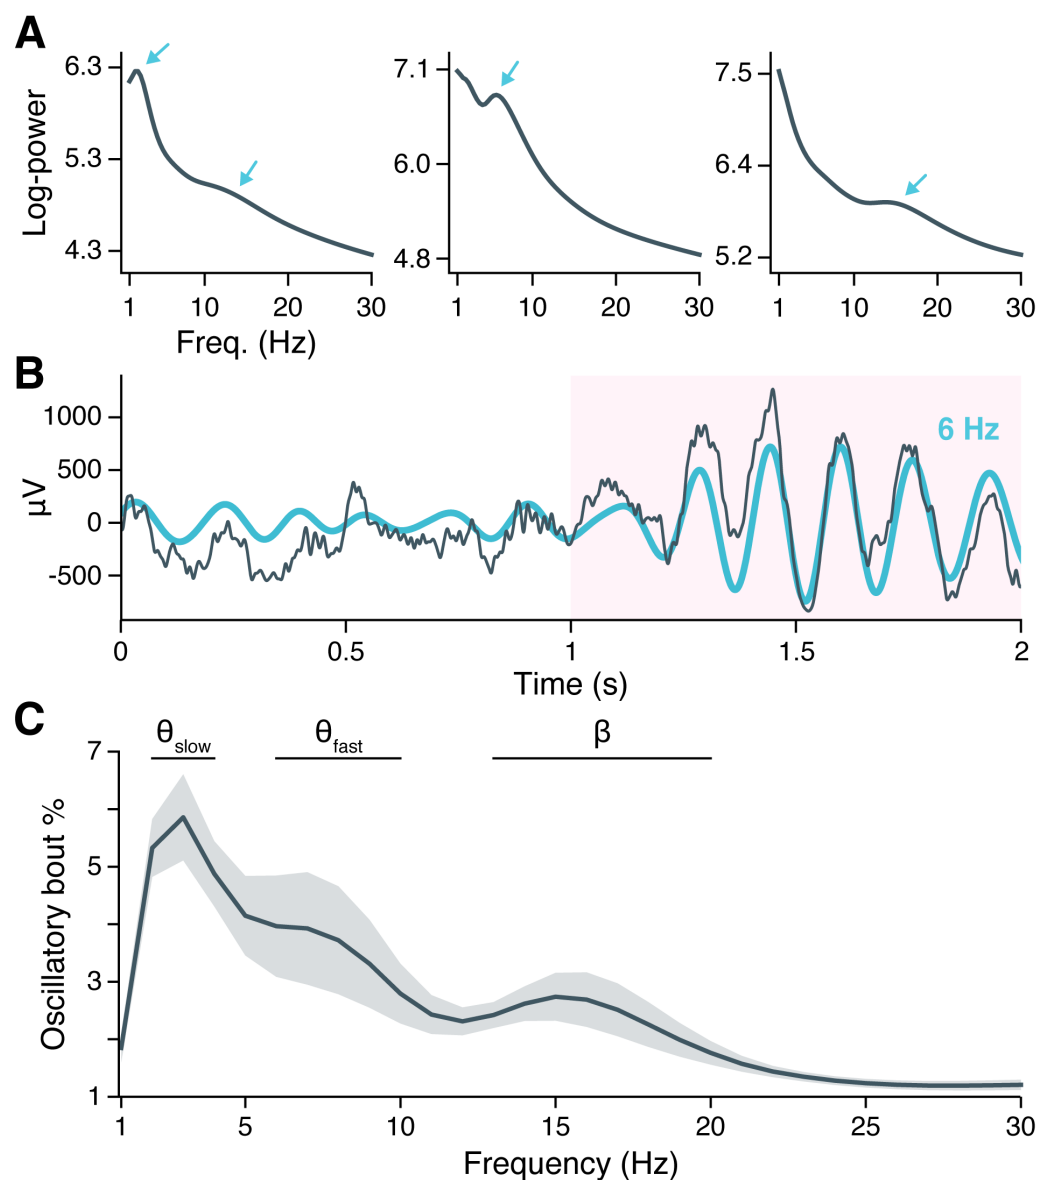 A
Log-power
6.3
5.3
4.3
1 10 20 30
Freq. (Hz)
7.1
6.0
4.8
1 10 20 30
7.5
6.4
5.2
1 10 20 30
B
µV
1000
500
0
-500
6 Hz
0 0.5 1 1.5 2
Time (s)
C
θslow θfast β
Oscillatory bout %
7
5
3
1
1 5 10 15 20 25 30
Frequency (Hz)